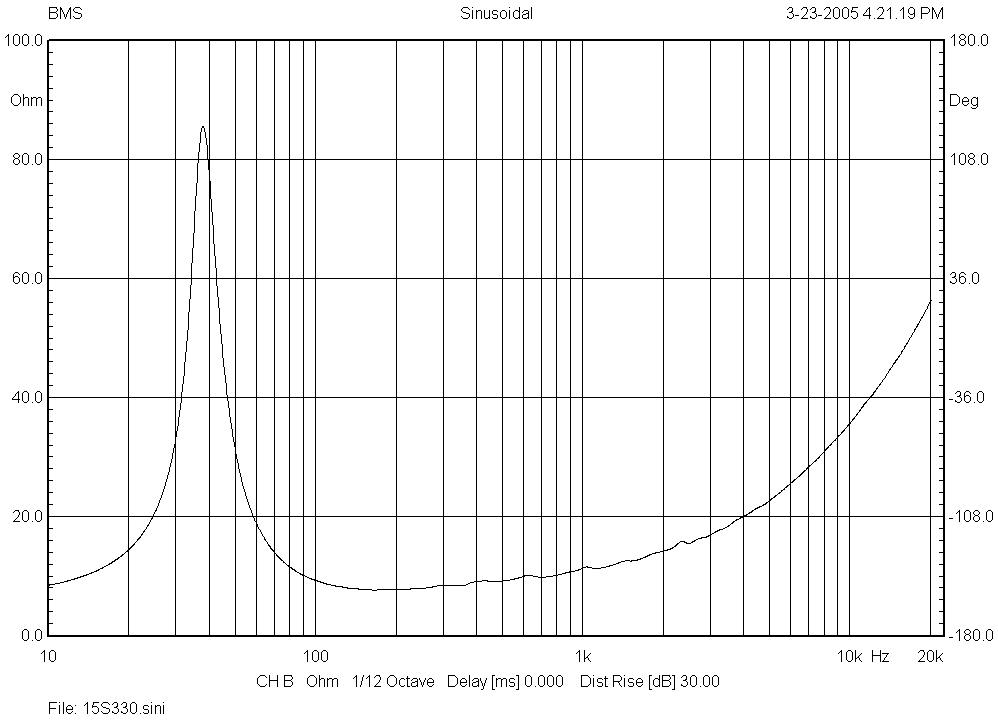 BMS Sinusoidal 3-23-2005 4.21.19 PM
100.0 180.0
Ohm Deg
80.0 108.0
60.0 36.0
40.0 -36.0
20.0 -108.0
0.0 -180.0
10 100 1k 10k Hz 20k
CH B Ohm 1/12 Octave Delay [ms] 0.000 Dist Rise [dB] 30.00
File: 15S330.sini